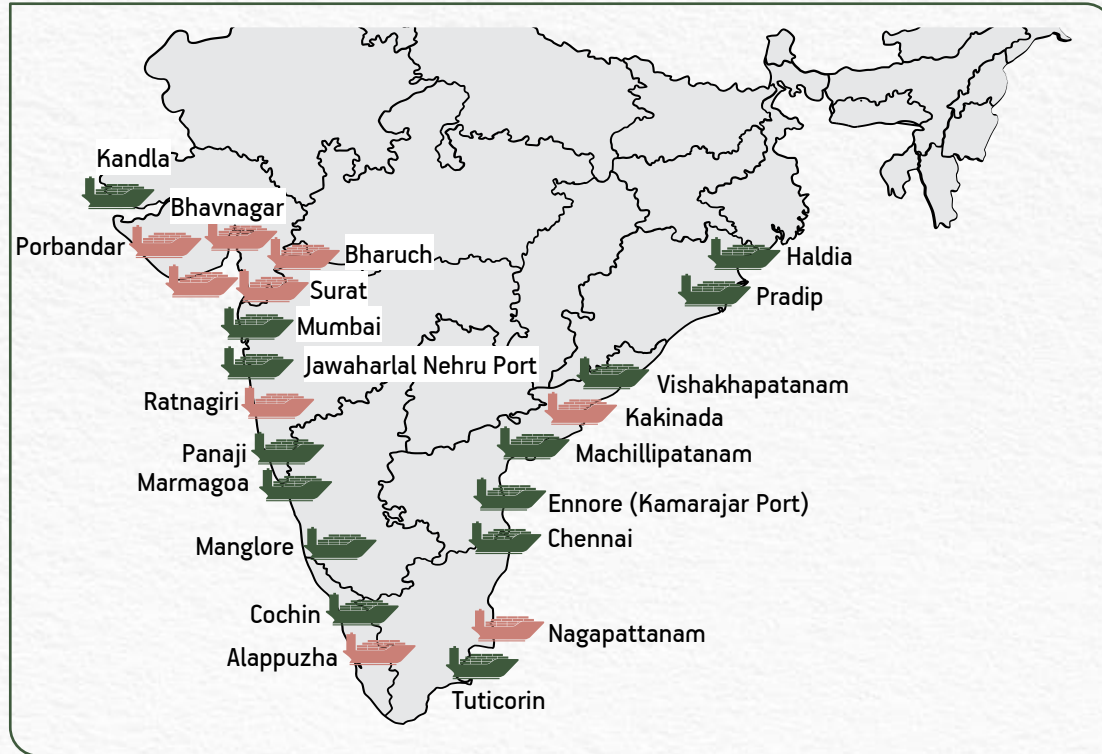 Kandla
Bhavnagar
Porbandar
Bharuch
Haldia
Surat
Pradip
Mumbai
Jawaharlal Nehru Port
Vishakhapatanam
Ratnagiri
Kakinada
Panaji
Machillipatanam
Marmagoa
Ennore (Kamarajar Port)
Manglore
Chennai
Cochin
Nagapattanam
Alappuzha
Tuticorin